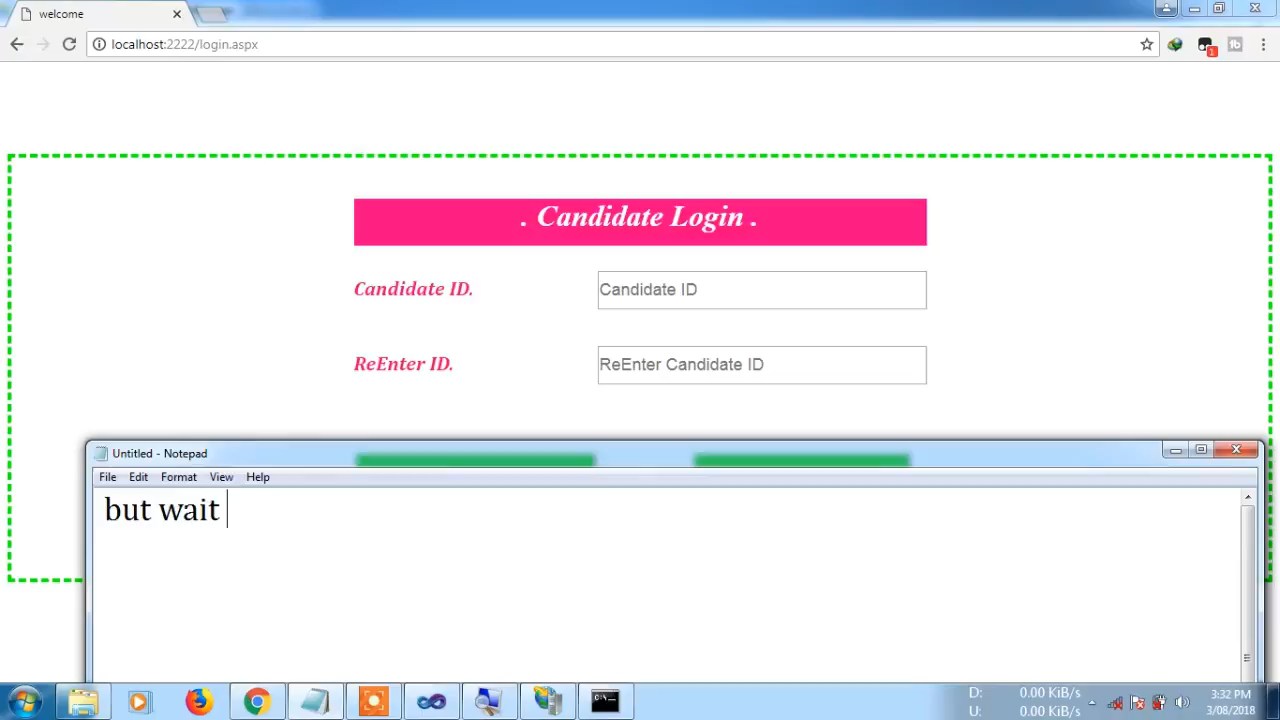 welcome
localhost:2222/login.aspx
1
. Candidate Login .
Candidate ID.
Candidate ID
ReEnter ID.
ReEnter Candidate ID
Untitled - Notepad
File Edit Format View Help
but wait
D: 0.00 KiB/s
U: 0.00 KiB/s
3:32 PM
3/08/2018